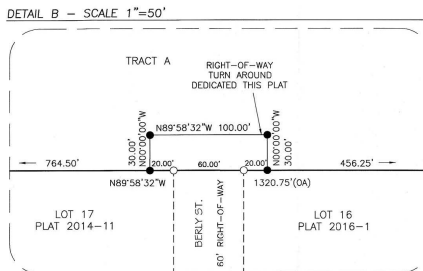 DETAIL B - SCALE 1"=50'
TRACT A
RIGHT-OF-WAY
TURN AROUND
DEDICATED THIS PLAT
N89°58'32"W 100.00'
30.00'
N00°00'00"W
N00°00'00"W
30.00'
764.50'
20.00'
60.00'
20.00'
456.25'
N89°58'32"W
1320.75'(OA)
LOT 17
PLAT 2014-11
BERLY ST.
60' RIGHT-OF-WAY
LOT 16
PLAT 2016-1